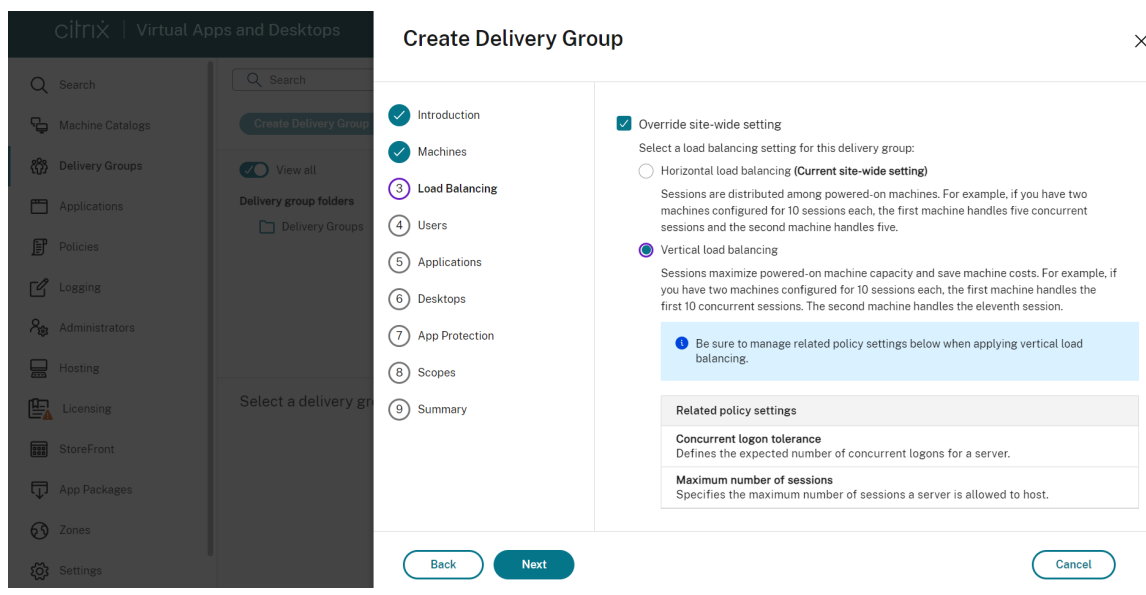 citrix | Virtual Apps and Desktops
Search
Machine Catalogs
Delivery Groups
Applications
Policies
Logging
Administrators
Hosting
Licensing
StoreFront
App Packages
Zones
Settings
Search
Create Delivery Group
View all
Delivery group folders
Delivery Groups
Select a delivery gr
Create Delivery Group
Introduction
Machines
3 Load Balancing
4 Users
5 Applications
6 Desktops
7 App Protection
8 Scopes
9 Summary
Override site-wide setting
Select a load balancing setting for this delivery group:
Horizontal load balancing (Current site-wide setting)
Sessions are distributed among powered-on machines. For example, if you have two
machines configured for 10 sessions each, the first machine handles five concurrent
sessions and the second machine handles five.
Vertical load balancing
Sessions maximize powered-on machine capacity and save machine costs. For example, if
you have two machines configured for 10 sessions each, the first machine handles the
first 10 concurrent sessions. The second machine handles the eleventh session.
Be sure to manage related policy settings below when applying vertical load
balancing.
Related policy settings
Concurrent logon tolerance
Defines the expected number of concurrent logons for a server.
Maximum number of sessions
Specifies the maximum number of sessions a server is allowed to host.
Back
Next
Cancel